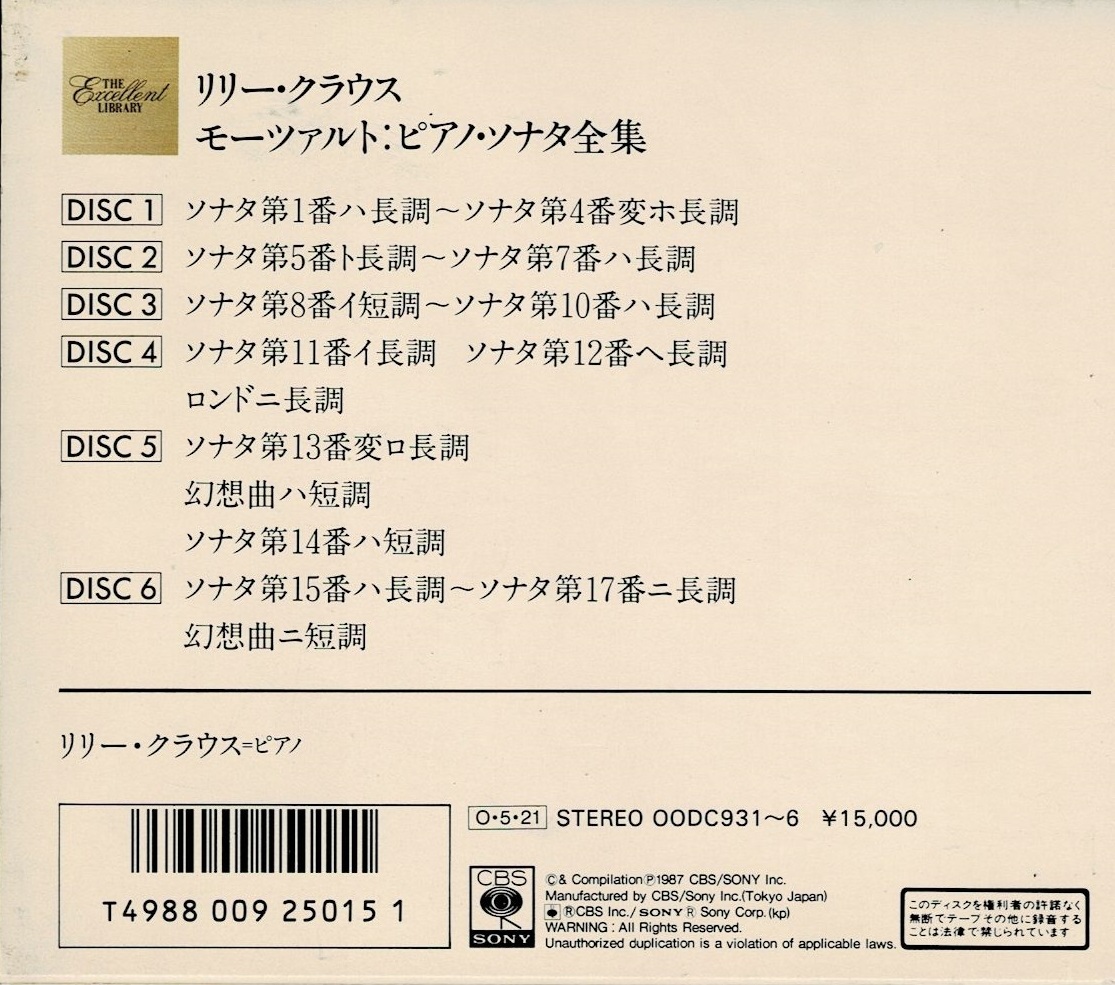 THE
Excellent
LIBRARY
リリー・クラウス
モーツァルト:ピアノ・ソナタ全集
DISC 1 ソナタ第1番ハ長調～ソナタ第4番変ホ長調
DISC 2 ソナタ第5番ト長調～ソナタ第7番ハ長調
DISC 3 ソナタ第8番イ短調～ソナタ第10番ハ長調
DISC 4 ソナタ第11番イ長調 ソナタ第12番ヘ長調
ロンドニ長調
DISC 5 ソナタ第13番変ロ長調
幻想曲ハ短調
ソナタ第14番ハ短調
DISC 6 ソナタ第15番ハ長調～ソナタ第17番ニ長調
幻想曲ニ短調
リリー・クラウス=ピアノ
T4988 009 25015 1
O・5・21 STEREO OODC931～6 ¥15,000
CBS
SONY
©& Compilation℗1987 CBS/SONY Inc.
Manufactured by CBS/Sony Inc.(Tokyo Japan)
®CBS Inc./SONY® Sony Corp.(kp)
WARNING: All Rights Reserved.
Unauthorized duplication is a violation of applicable laws.
このディスクを権利者の許諾なく
無断でテープその他に録音する
ことは法律で禁じられています